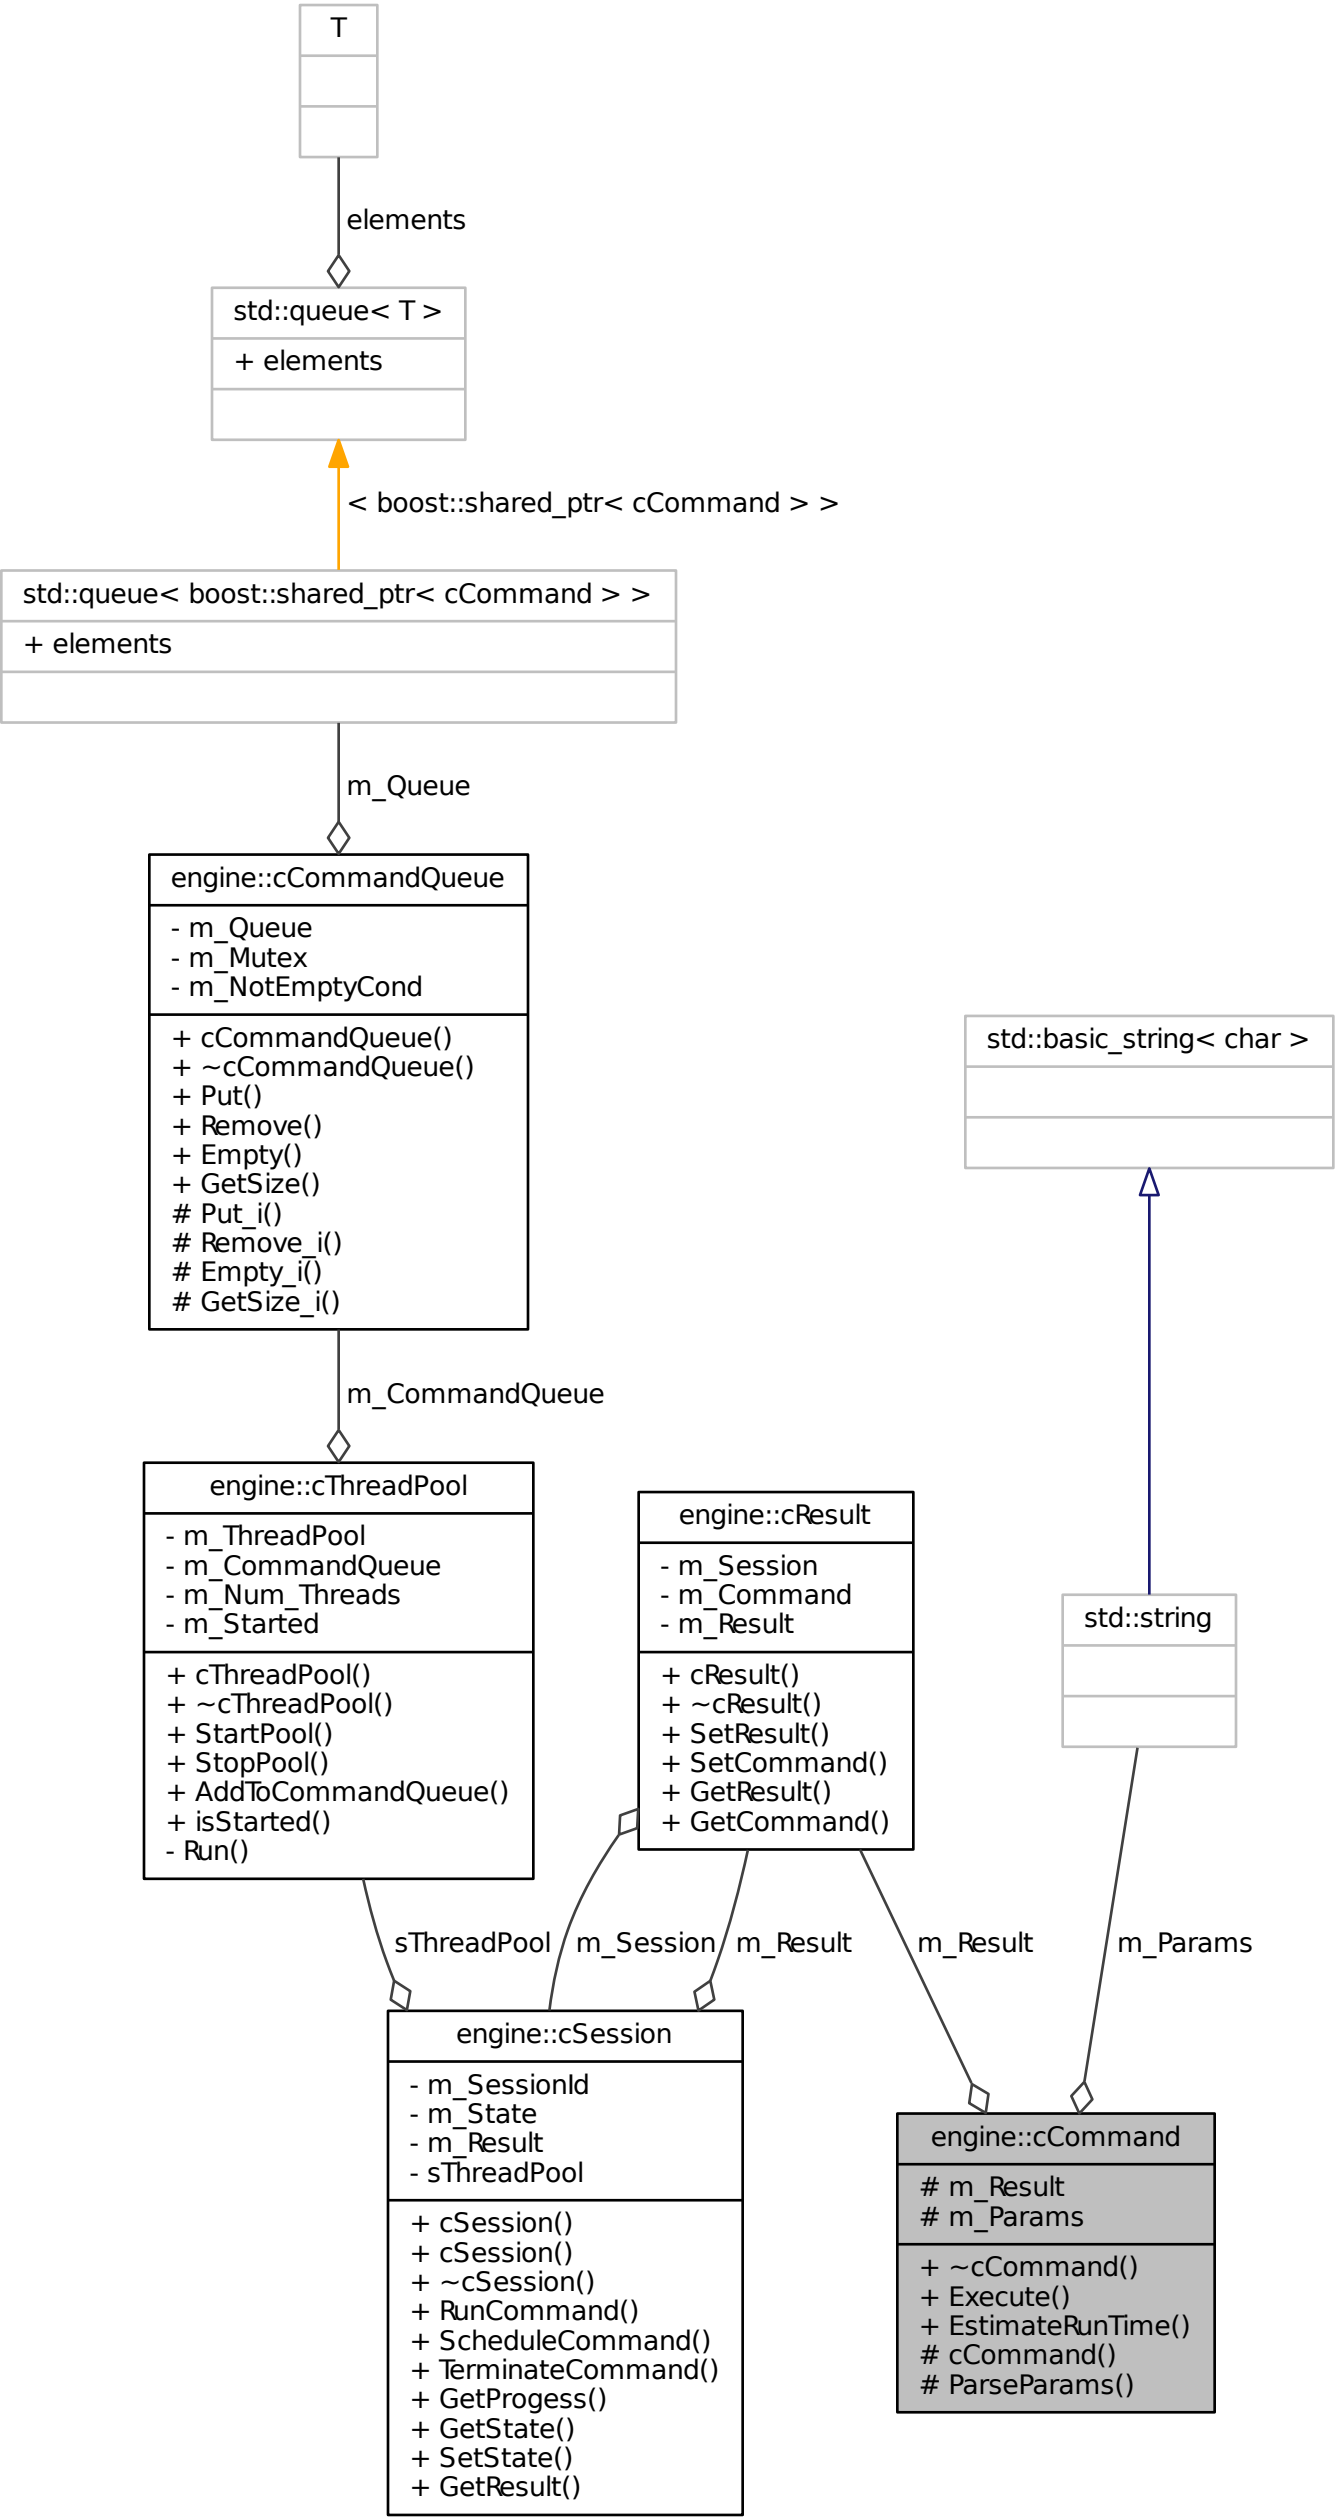 T
elements
std::queue< T >
+ elements
< boost::shared_ptr< cCommand > >
std::queue< boost::shared_ptr< cCommand > >
+ elements
m_Queue
engine::cCommandQueue
- m_Queue
- m_Mutex
- m_NotEmptyCond
+ cCommandQueue()
+ ~cCommandQueue()
+ Put()
+ Remove()
+ Empty()
+ GetSize()
# Put_i()
# Remove_i()
# Empty_i()
# GetSize_i()
std::basic_string< char >
m_CommandQueue
engine::cThreadPool
- m_ThreadPool
- m_CommandQueue
- m_Num_Threads
- m_Started
+ cThreadPool()
+ ~cThreadPool()
+ StartPool()
+ StopPool()
+ AddToCommandQueue()
+ isStarted()
- Run()
engine::cResult
- m_Session
- m_Command
- m_Result
+ cResult()
+ ~cResult()
+ SetResult()
+ SetCommand()
+ GetResult()
+ GetCommand()
std::string
sThreadPool
m_Session
m_Result
m_Result
m_Params
engine::cSession
- m_SessionId
- m_State
- m_Result
- sThreadPool
+ cSession()
+ cSession()
+ ~cSession()
+ RunCommand()
+ ScheduleCommand()
+ TerminateCommand()
+ GetProgess()
+ GetState()
+ SetState()
+ GetResult()
engine::cCommand
# m_Result
# m_Params
+ ~cCommand()
+ Execute()
+ EstimateRunTime()
# cCommand()
# ParseParams()